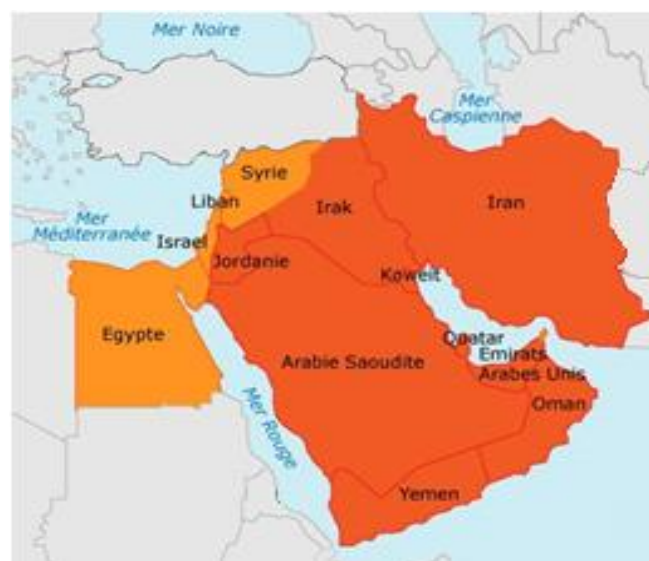 Mer Noire
Mer
Caspienne
Syrie
Liban
Irak
Iran
Mer
Méditerranée
Israel
Jordanie
Koweit
Egypte
Qoatar
Emirats
Arabes Unis
Arabie Saoudite
Oman
Mer Rouge
Yemen